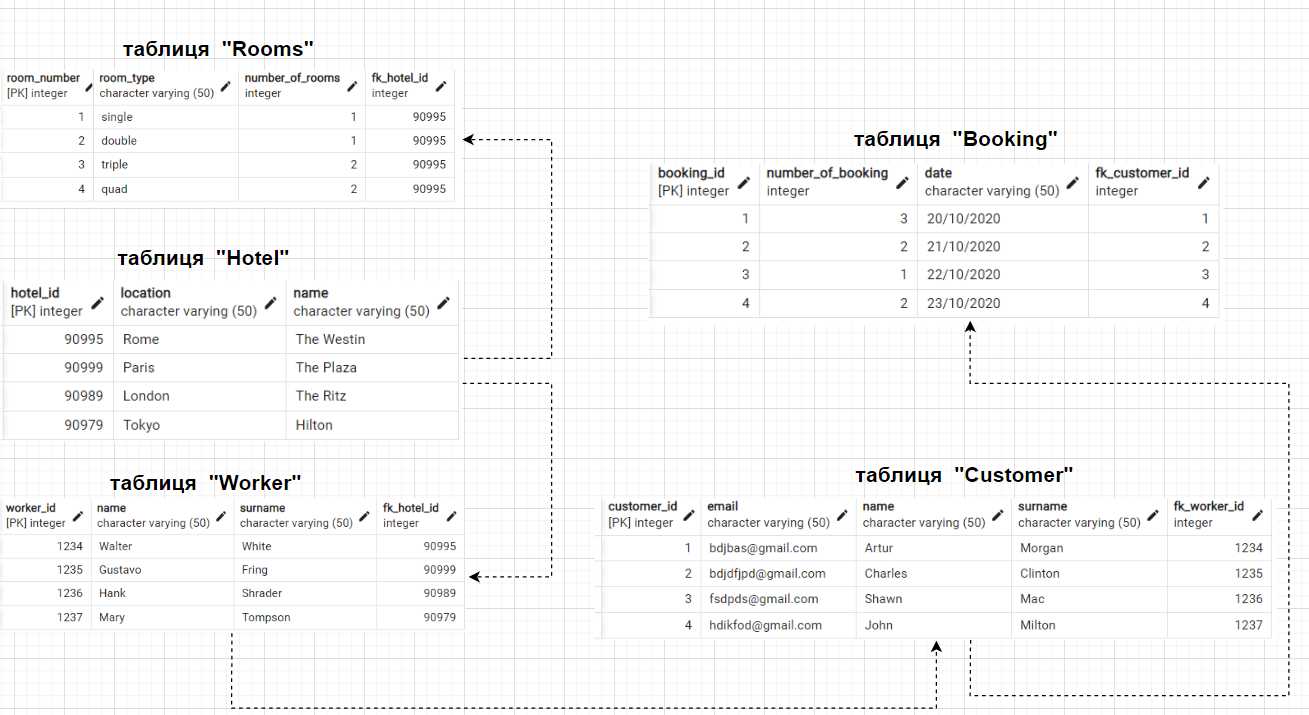 таблиця "Rooms"
room_number room_type number_of_rooms fk_hotel_id
[PK] integer character varying (50) integer integer
1 single 1 90995
2 double 1 90995
3 triple 2 90995
4 quad 2 90995
таблиця "Hotel"
hotel_id location name
[PK] integer character varying (50) character varying (50)
90995 Rome The Westin
90999 Paris The Plaza
90989 London The Ritz
90979 Tokyo Hilton
таблиця "Worker"
worker_id name surname fk_hotel_id
[PK] integer character varying (50) character varying (50) integer
1234 Walter White 90995
1235 Gustavo Fring 90999
1236 Hank Shrader 90989
1237 Mary Tompson 90979
таблиця "Booking"
booking_id number_of_booking date fk_customer_id
[PK] integer integer character varying (50) integer
1 3 20/10/2020 1
2 2 21/10/2020 2
3 1 22/10/2020 3
4 2 23/10/2020 4
таблиця "Customer"
customer_id email name surname fk_worker_id
[PK] integer character varying (50) character varying (50) character varying (50) integer
1 bdjbas@gmail.com Artur Morgan 1234
2 bdjdfjpd@gmail.com Charles Clinton 1235
3 fsdpds@gmail.com Shawn Mac 1236
4 hdikfod@gmail.com John Milton 1237